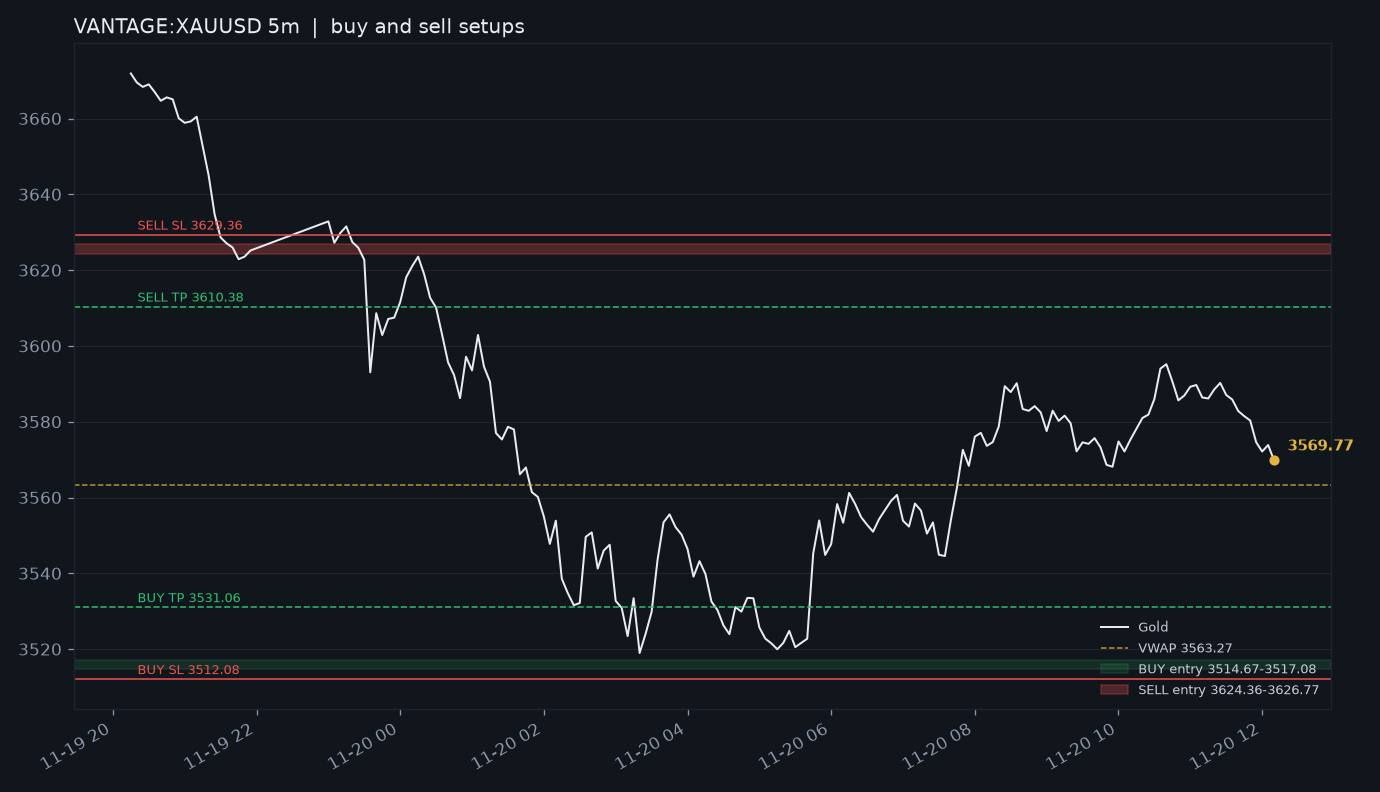 VANTAGE:XAUUSD 5m | buy and sell setups
3660
3640
3620
3600
3580
3560
3540
3520
SELL SL 3629.36
SELL TP 3610.38
3569.77
BUY TP 3531.06
BUY SL 3512.08
Gold
VWAP 3563.27
BUY entry 3514.67-3517.08
SELL entry 3624.36-3626.77
11-19 20
11-19 22
11-20 00
11-20 02
11-20 04
11-20 06
11-20 08
11-20 10
11-20 12